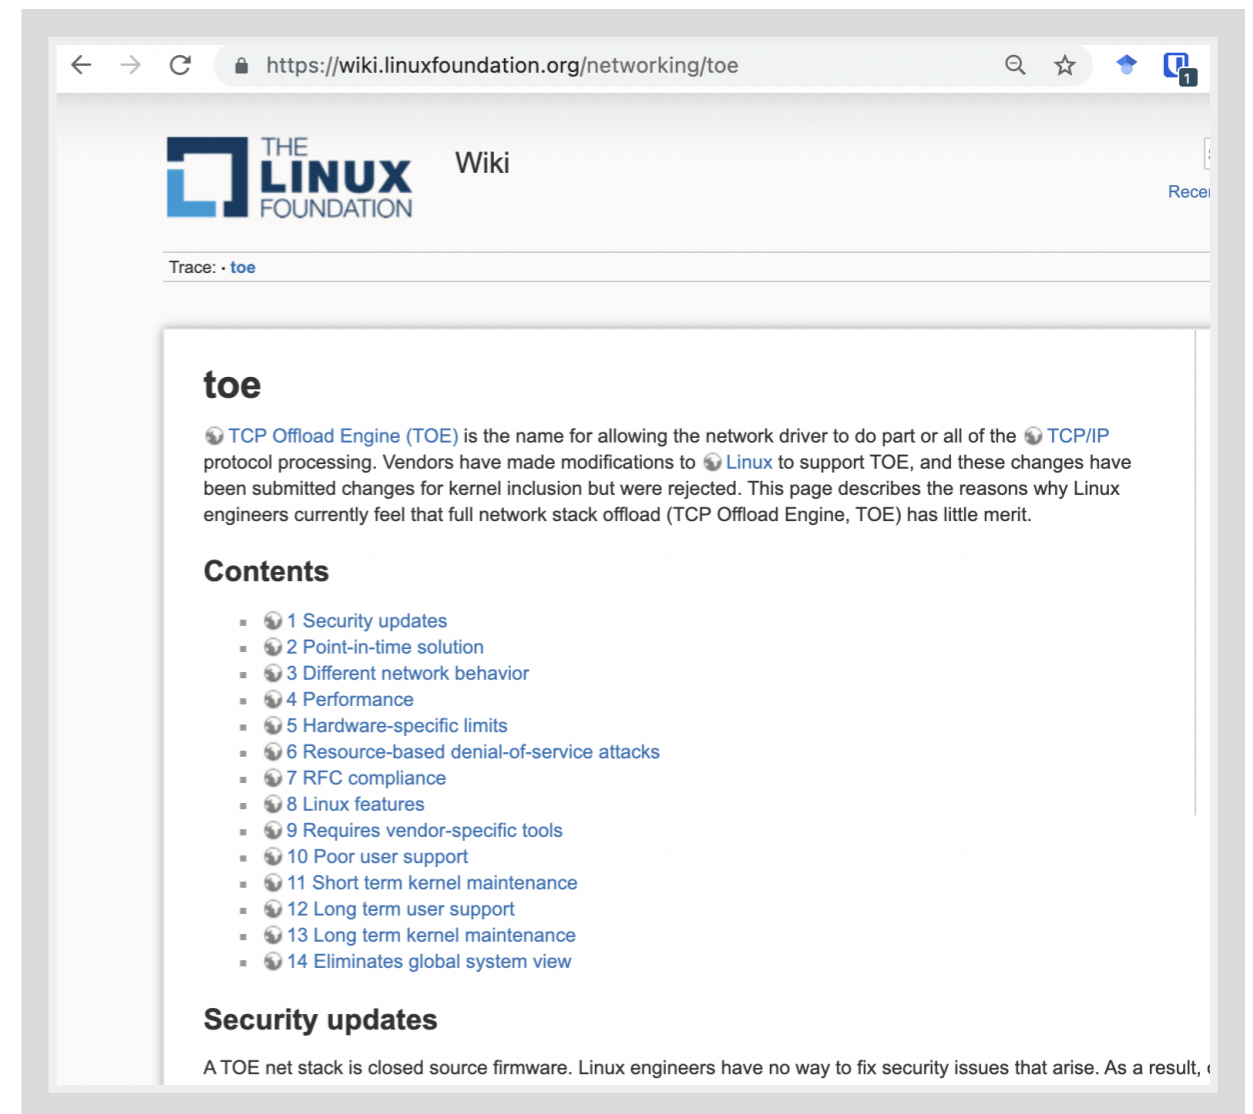 https://wiki.linuxfoundation.org/networking/toe
1
THE
LINUX
FOUNDATION
Wiki
Trace: • toe
toe
TCP Offload Engine (TOE) is the name for allowing the network driver to do part or all of the TCP/IP
protocol processing. Vendors have made modifications to Linux to support TOE, and these changes have
been submitted changes for kernel inclusion but were rejected. This page describes the reasons why Linux
engineers currently feel that full network stack offload (TCP Offload Engine, TOE) has little merit.
Contents
1 Security updates
2 Point-in-time solution
3 Different network behavior
4 Performance
5 Hardware-specific limits
6 Resource-based denial-of-service attacks
7 RFC compliance
8 Linux features
9 Requires vendor-specific tools
10 Poor user support
11 Short term kernel maintenance
12 Long term user support
13 Long term kernel maintenance
14 Eliminates global system view
Security updates
A TOE net stack is closed source firmware. Linux engineers have no way to fix security issues that arise. As a result,